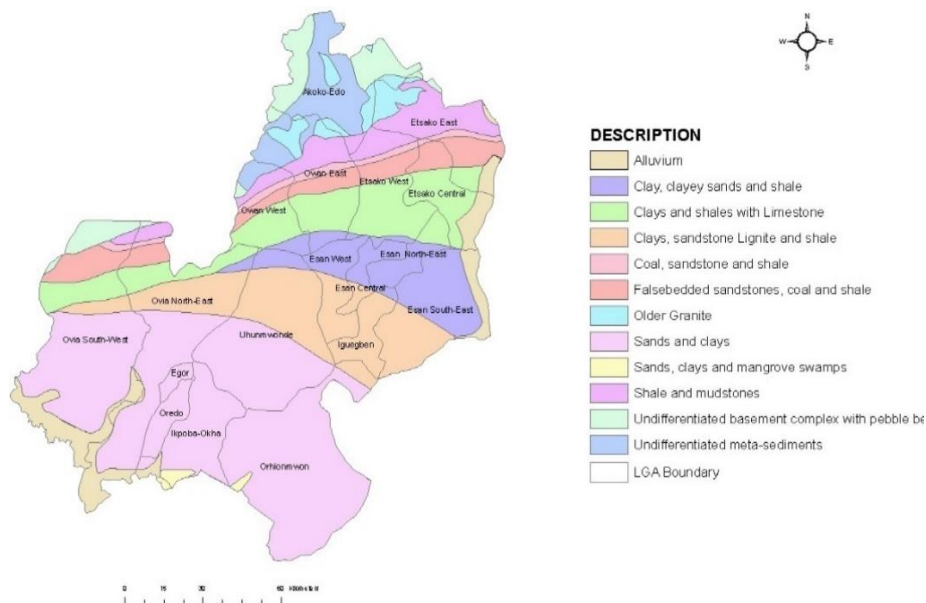 N
W E
S
Akoko-Edo
Etsako East
Owan East
Etsako West
Etsako Central
Owan West
Esan West
Esan North-East
Esan Central
Ovia North-East
Esan South-East
Ovia South-West
Uhunmwonde
Iguegben
Egor
Oredo
Ikpoba-Okha
Orhionmwon
DESCRIPTION
Alluvium
Clay, clayey sands and shale
Clays and shales with Limestone
Clays, sandstone Lignite and shale
Coal, sandstone and shale
Falsebedded sandstones, coal and shale
Older Granite
Sands and clays
Sands, clays and mangrove swamps
Shale and mudstones
Undifferentiated basement complex with pebble be
Undifferentiated meta-sediments
LGA Boundary
0 15 30 60